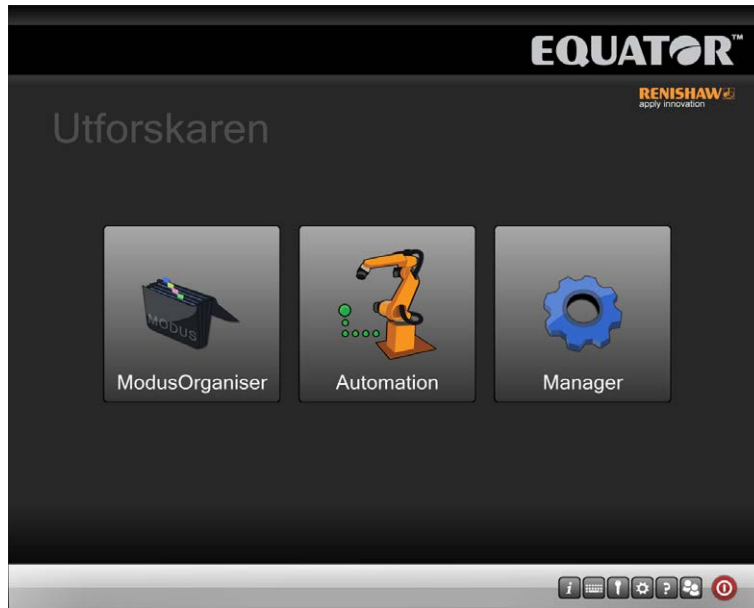 EQUATOR™
RENISHAW
apply innovation
Utforskaren
MODUS
ModusOrganiser
Automation
Manager
i
?